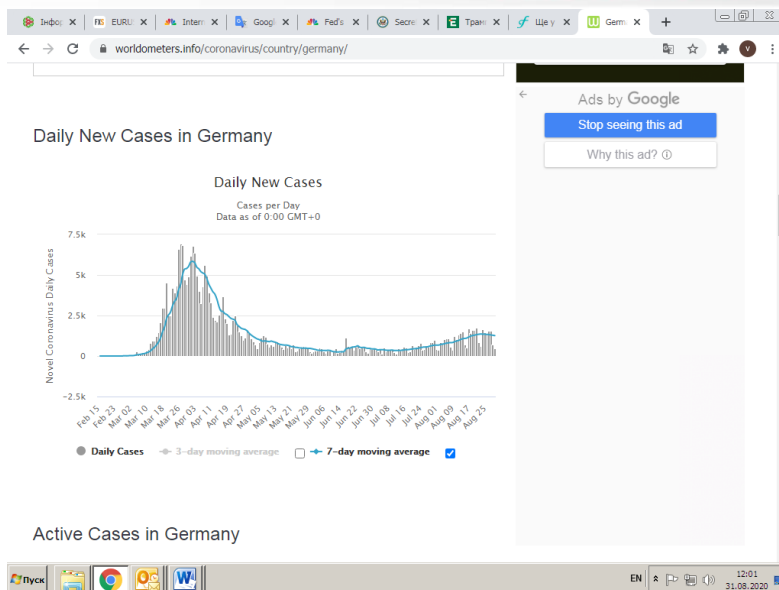 Інфор
FXS EURU
Intern
Googl
Fed's
Secre
Тран
Ще у
Germ
worldometers.info/coronavirus/country/germany/
V
Ads by Google
Stop seeing this ad
Why this ad?
Daily New Cases in Germany
Daily New Cases
Cases per Day
Data as of 0:00 GMT+0
Novel Coronavirus Daily Cases
7.5k
5k
2.5k
0
−2.5k
Feb 15
Feb 23
Mar 02
Mar 10
Mar 18
Mar 26
Apr 03
Apr 11
Apr 19
Apr 27
May 05
May 13
May 21
May 29
Jun 06
Jun 14
Jun 22
Jun 30
Jul 08
Jul 16
Jul 24
Aug 01
Aug 09
Aug 17
Aug 25
Daily Cases
3-day moving average
7-day moving average
Active Cases in Germany
Пуск
EN
12:01
31.08.2020